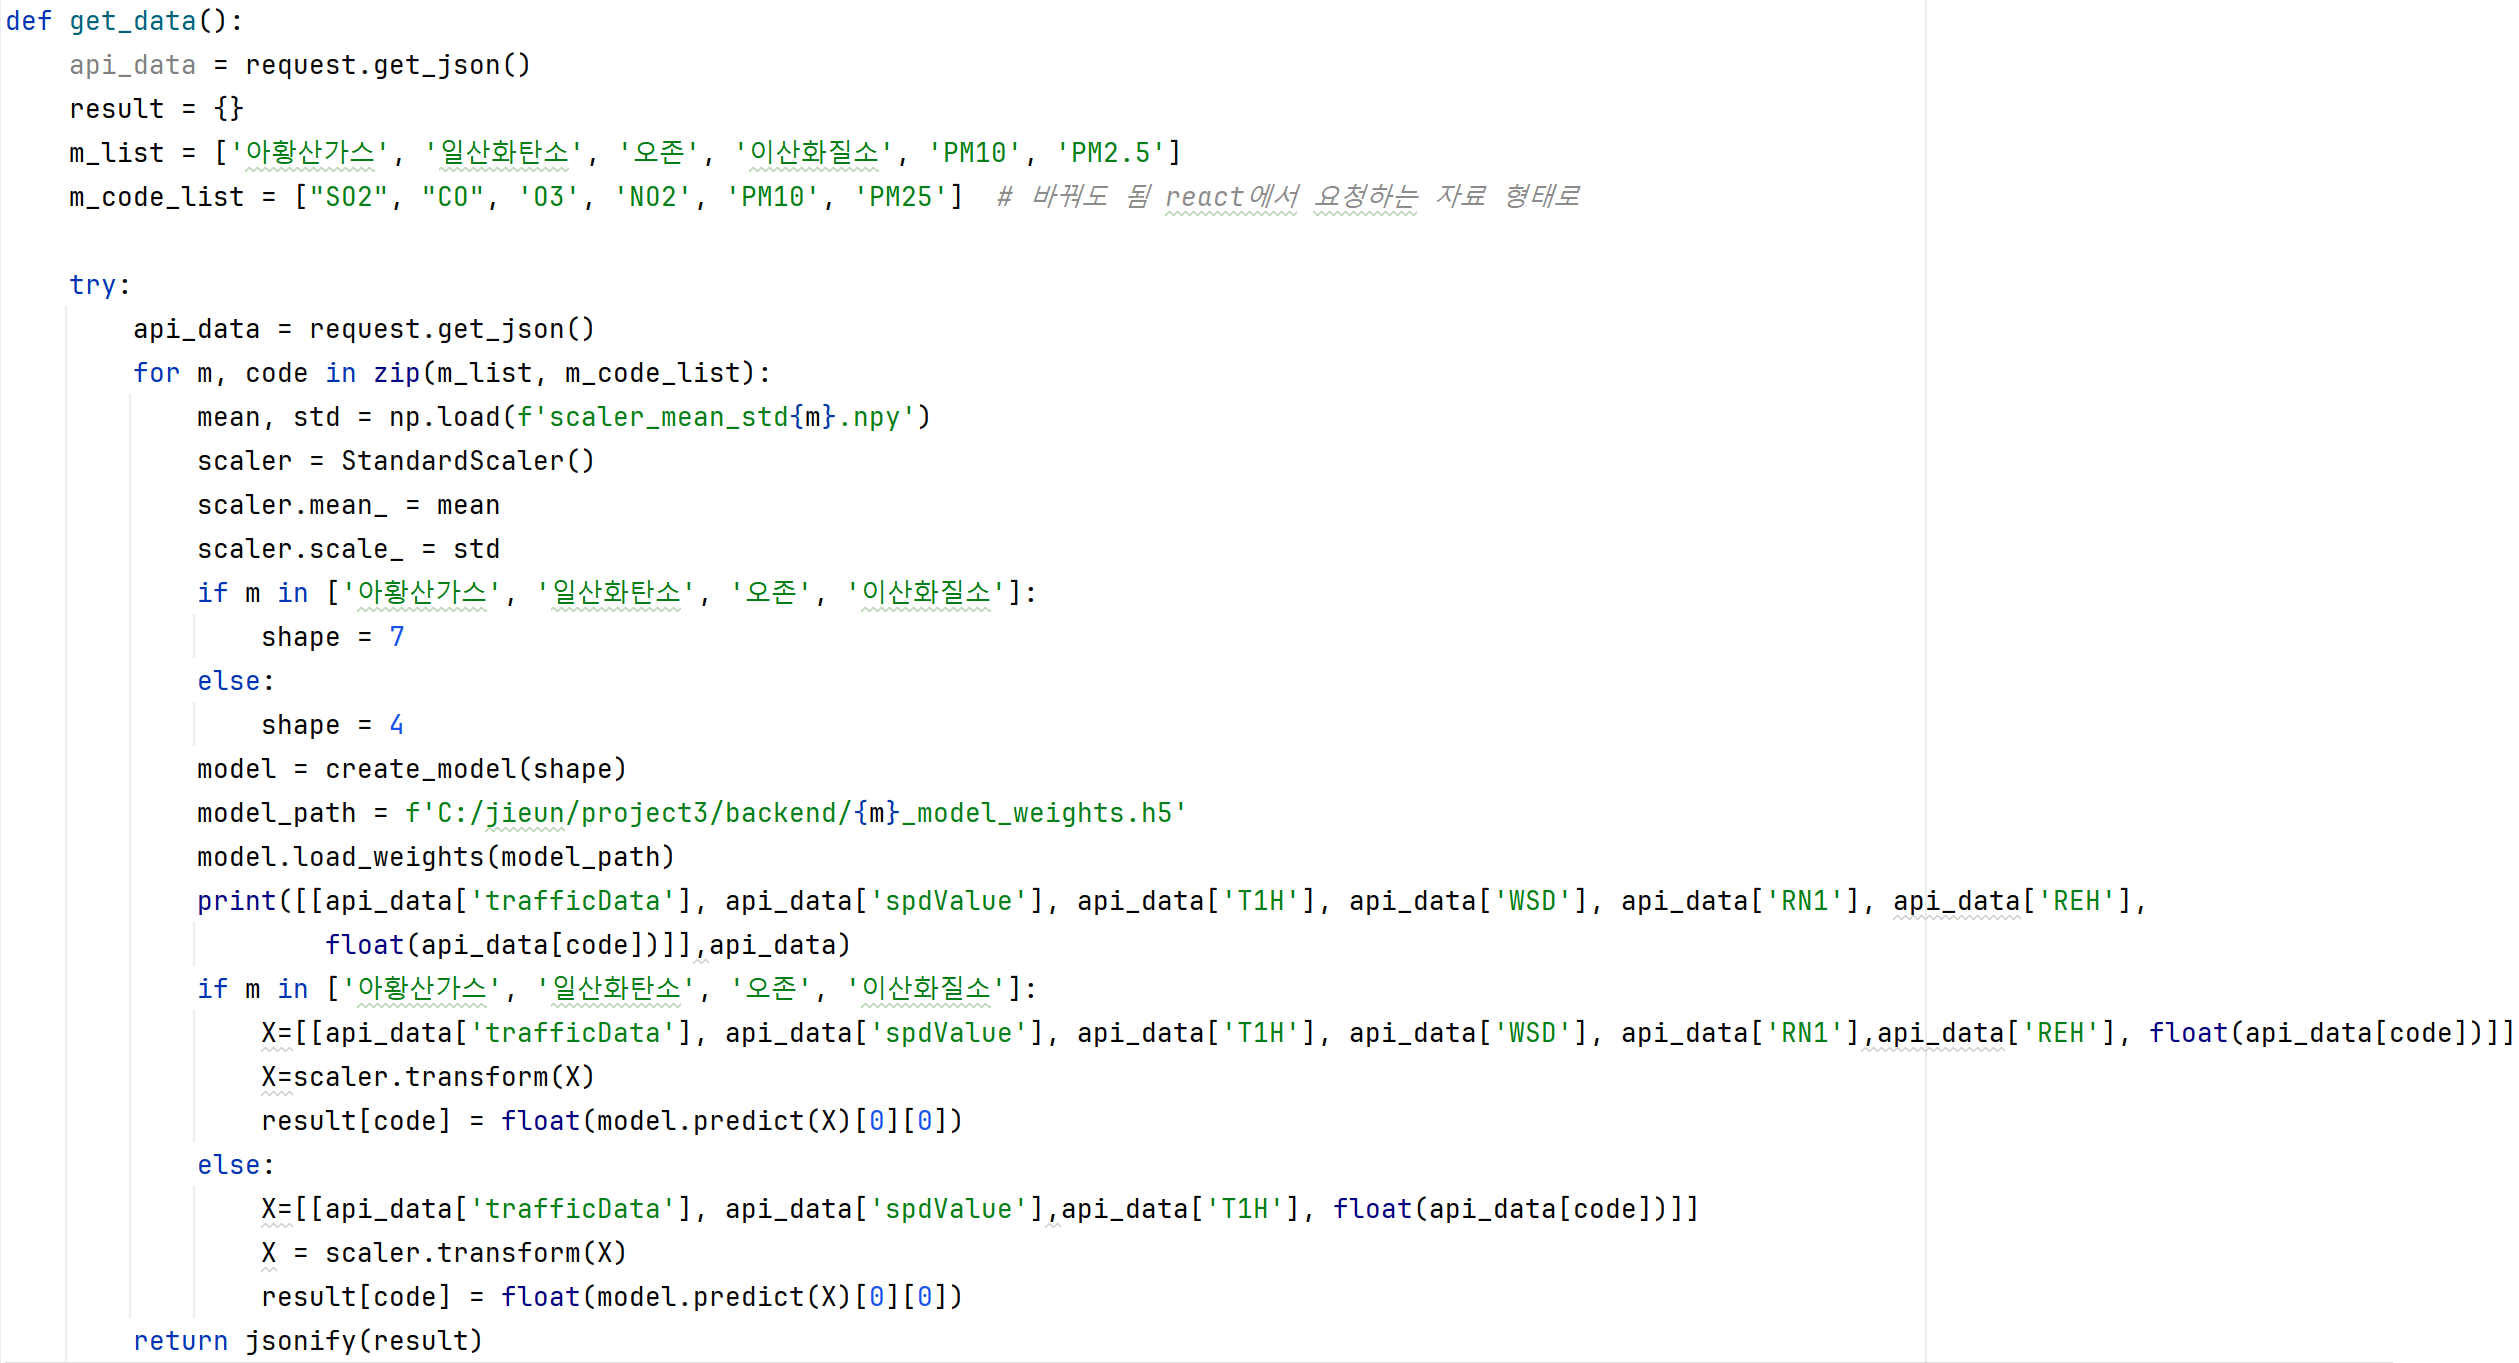 def get_data():
    api_data = request.get_json()
    result = {}
    m_list = ['아황산가스', '일산화탄소', '오존', '이산화질소', 'PM10', 'PM2.5']
    m_code_list = ["SO2", "CO", 'O3', 'NO2', 'PM10', 'PM25']  # 바꿔도 됨 react에서 요청하는 자료 형태로

    try:
        api_data = request.get_json()
        for m, code in zip(m_list, m_code_list):
            mean, std = np.load(f'scaler_mean_std{m}.npy')
            scaler = StandardScaler()
            scaler.mean_ = mean
            scaler.scale_ = std
            if m in ['아황산가스', '일산화탄소', '오존', '이산화질소']:
                shape = 7
            else:
                shape = 4
            model = create_model(shape)
            model_path = f'C:/jieun/project3/backend/{m}_model_weights.h5'
            model.load_weights(model_path)
            print([[api_data['trafficData'], api_data['spdValue'], api_data['T1H'], api_data['WSD'], api_data['RN1'], api_data['REH'],
                    float(api_data[code])]],api_data)
            if m in ['아황산가스', '일산화탄소', '오존', '이산화질소']:
                X=[[api_data['trafficData'], api_data['spdValue'], api_data['T1H'], api_data['WSD'], api_data['RN1'],api_data['REH'], float(api_data[code])]]
                X=scaler.transform(X)
                result[code] = float(model.predict(X)[0][0])
            else:
                X=[[api_data['trafficData'], api_data['spdValue'],api_data['T1H'], float(api_data[code])]]
                X = scaler.transform(X)
                result[code] = float(model.predict(X)[0][0])
        return jsonify(result)